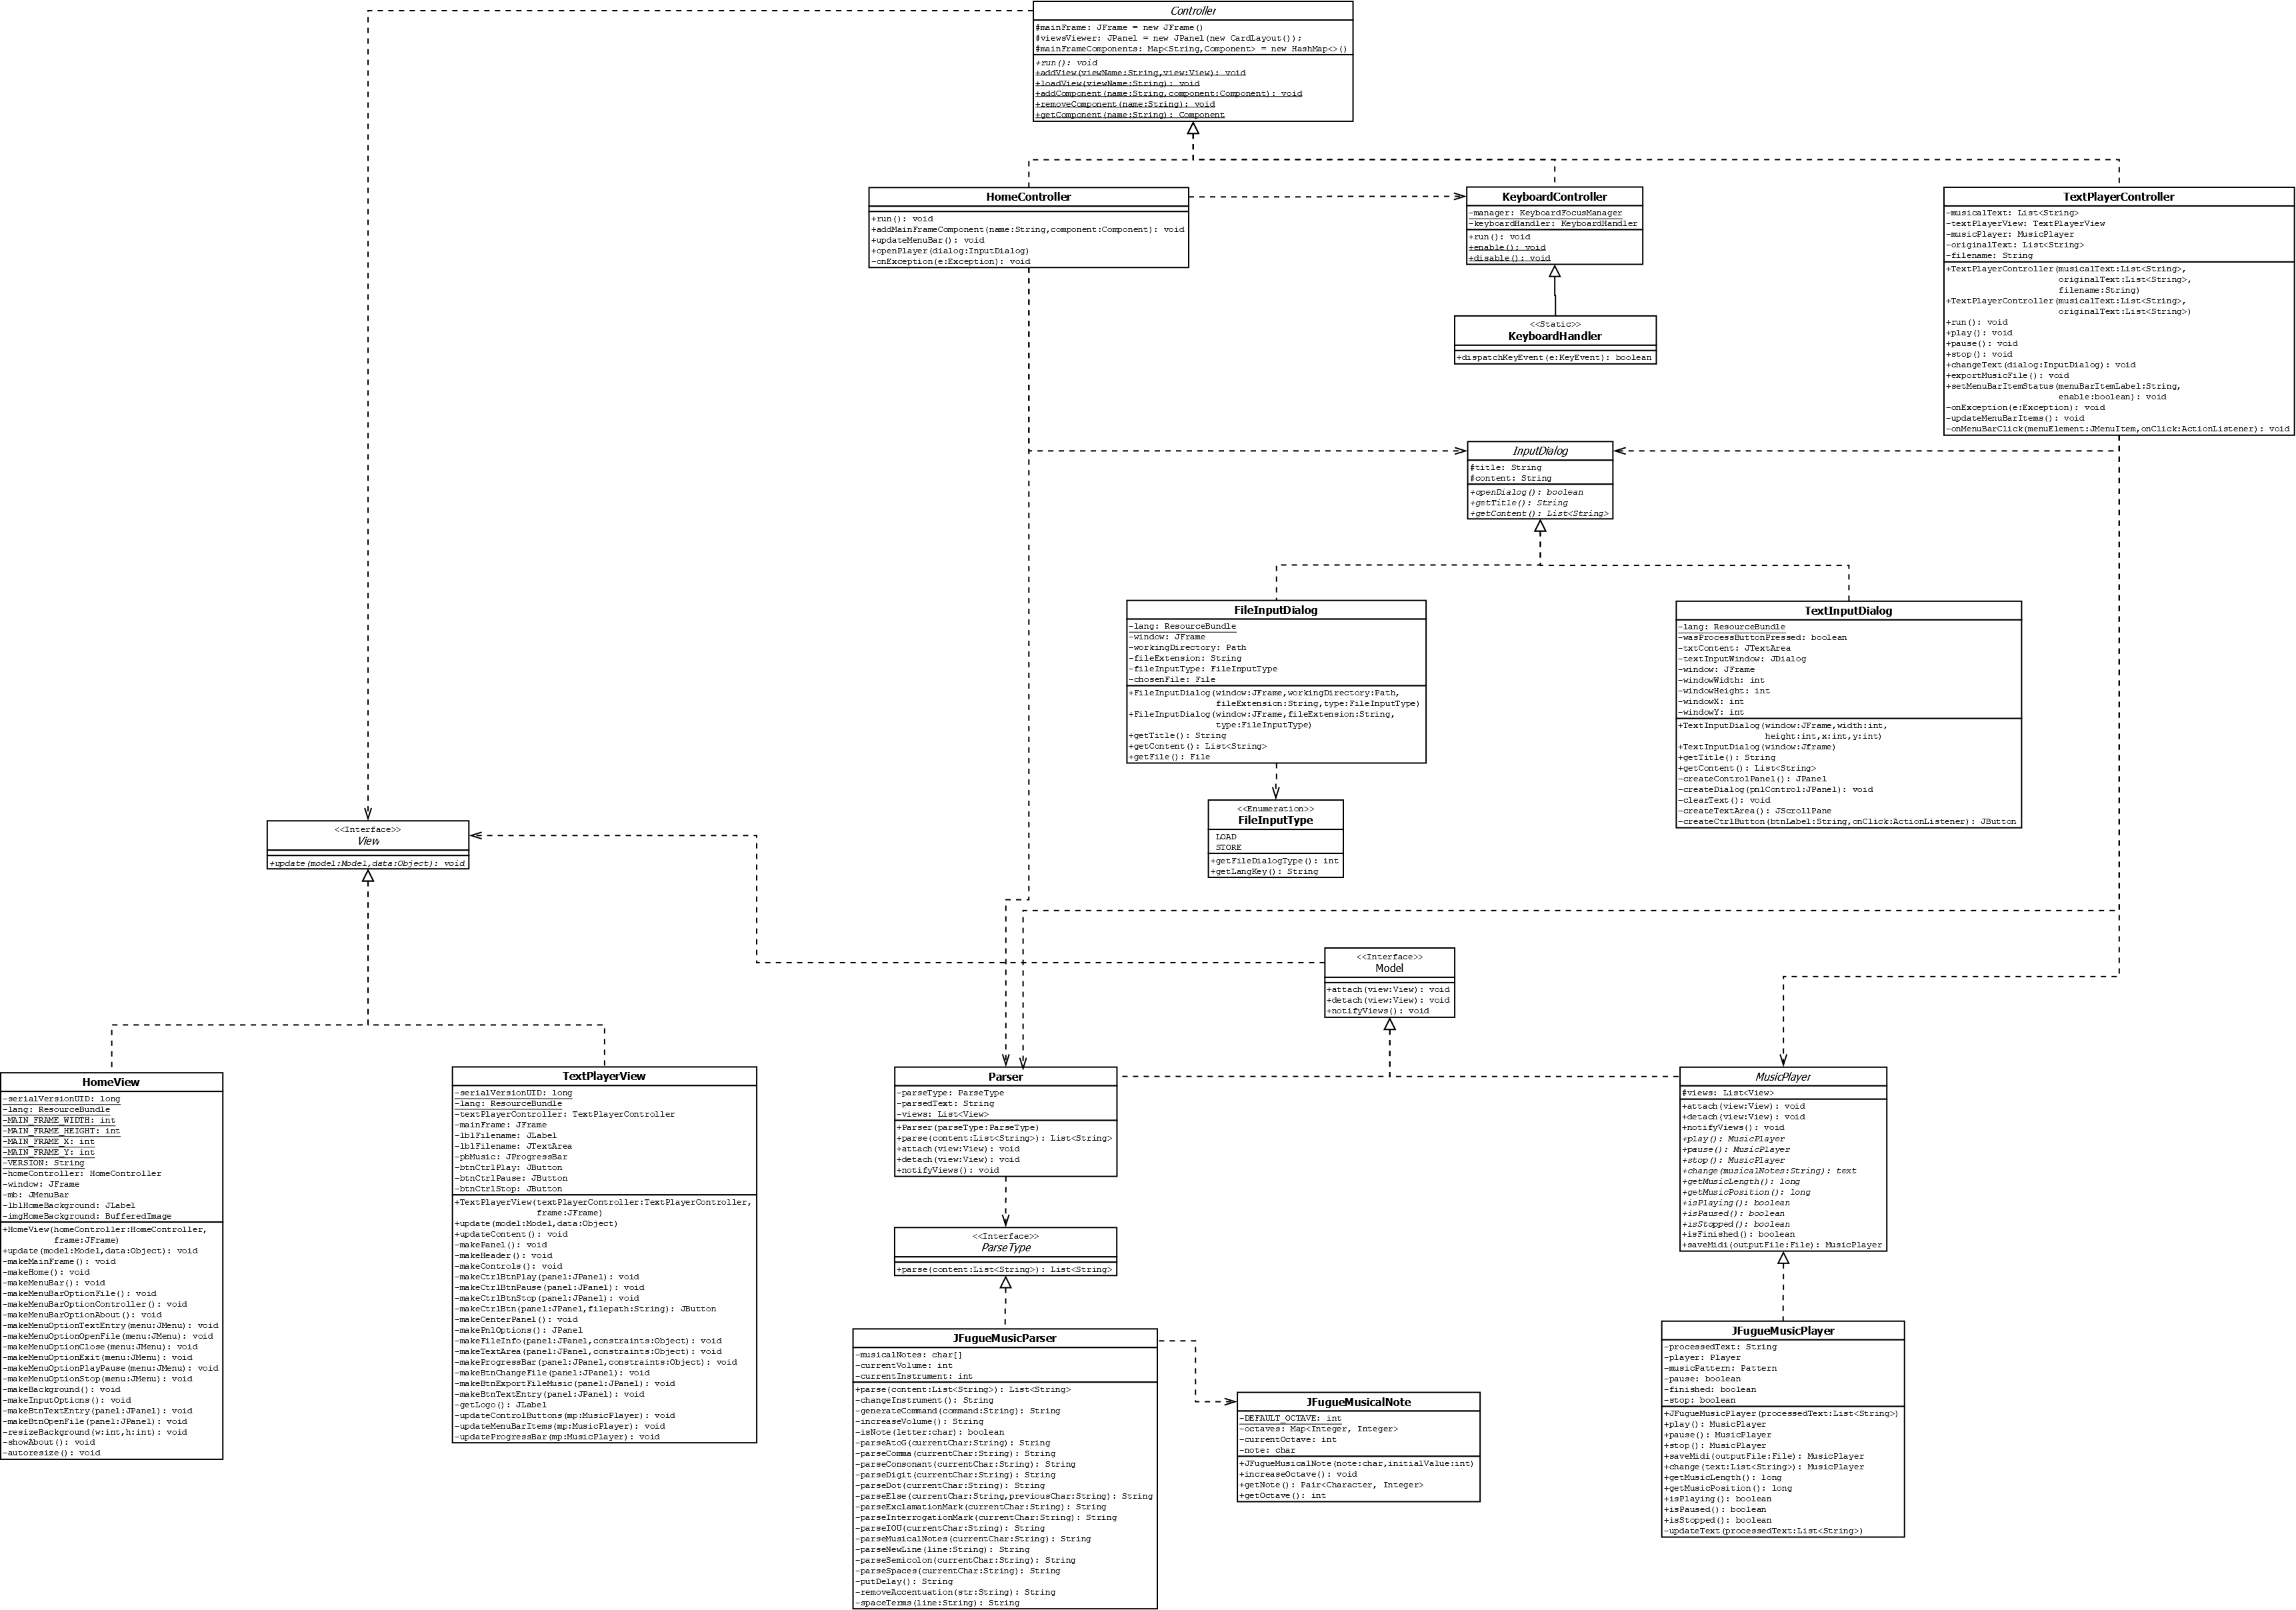 Controller
#mainFrame: JFrame = new JFrame()
#viewsViewer: JPanel = new JPanel(new CardLayout());
#mainFrameComponents: Map<String,Component> = new HashMap<>()
+run(): void
+addView(viewName:String,view:View): void
+loadView(viewName:String): void
+addComponent(name:String,component:Component): void
+removeComponent(name:String): void
+getComponent(name:String): Component
HomeController
+run(): void
+addMainFrameComponent(name:String,component:Component): void
+updateMenuBar(): void
+openPlayer(dialog:InputDialog)
-onException(e:Exception): void
KeyboardController
-manager: KeyboardFocusManager
-keyboardHandler: KeyboardHandler
+run(): void
+enable(): void
+disable(): void
<<Static>>
KeyboardHandler
+dispatchKeyEvent(e:KeyEvent): boolean
TextPlayerController
-musicalText: List<String>
-textPlayerView: TextPlayerView
-musicPlayer: MusicPlayer
-originalText: List<String>
-filename: String
+TextPlayerController(musicalText:List<String>,
originalText:List<String>,
filename:String)
+TextPlayerController(musicalText:List<String>,
originalText:List<String>)
+run(): void
+play(): void
+pause(): void
+stop(): void
+changeText(dialog:InputDialog): void
+exportMusicFile(): void
+setMenuBarItemStatus(menuBarItemLabel:String,
enable:boolean): void
-onException(e:Exception): void
-updateMenuBarItems(): void
-onMenuBarClick(menuElement:JMenuItem,onClick:ActionListener): void
InputDialog
#title: String
#content: String
+openDialog(): boolean
+getTitle(): String
+getContent(): List<String>
FileInputDialog
-lang: ResourceBundle
-window: JFrame
-workingDirectory: Path
-fileExtension: String
-fileInputType: FileInputType
-chosenFile: File
+FileInputDialog(window:JFrame,workingDirectory:Path,
fileExtension:String,type:FileInputType)
+FileInputDialog(window:JFrame,fileExtension:String,
type:FileInputType)
+getTitle(): String
+getContent(): List<String>
+getFile(): File
TextInputDialog
-lang: ResourceBundle
-wasProcessButtonPressed: boolean
-txtContent: JTextArea
-textInputWindow: JDialog
-window: JFrame
-windowWidth: int
-windowHeight: int
-windowX: int
-windowY: int
+TextInputDialog(window:JFrame,width:int,
height:int,x:int,y:int)
+TextInputDialog(window:Jframe)
+getTitle(): String
+getContent(): List<String>
-createControlPanel(): JPanel
-createDialog(pnlControl:JPanel): void
-clearText(): void
-createTextArea(): JScrollPane
-createCtrlButton(btnLabel:String,onClick:ActionListener): JButton
<<Enumeration>>
FileInputType
LOAD
STORE
+getFileDialogType(): int
+getLangKey(): String
<<Interface>>
View
+update(model:Model,data:Object): void
<<Interface>>
Model
+attach(view:View): void
+detach(view:View): void
+notifyViews(): void
HomeView
-serialVersionUID: long
-lang: ResourceBundle
-MAIN_FRAME_WIDTH: int
-MAIN_FRAME_HEIGHT: int
-MAIN_FRAME_X: int
-MAIN_FRAME_Y: int
-VERSION: String
-homeController: HomeController
-window: JFrame
-mb: JMenuBar
-lblHomeBackground: JLabel
-imgHomeBackground: BufferedImage
+HomeView(homeController:HomeController,
frame:JFrame)
+update(model:Model,data:Object): void
-makeMainFrame(): void
-makeHome(): void
-makeMenuBar(): void
-makeMenuBarOptionFile(): void
-makeMenuBarOptionController(): void
-makeMenuBarOptionAbout(): void
-makeMenuOptionTextEntry(menu:JMenu): void
-makeMenuOptionOpenFile(menu:JMenu): void
-makeMenuOptionClose(menu:JMenu): void
-makeMenuOptionExit(menu:JMenu): void
-makeMenuOptionPlayPause(menu:JMenu): void
-makeMenuOptionStop(menu:JMenu): void
-makeBackground(): void
-makeInputOptions(): void
-makeBtnTextEntry(panel:JPanel): void
-makeBtnOpenFile(panel:JPanel): void
-resizeBackground(w:int,h:int): void
-showAbout(): void
-autoresize(): void
TextPlayerView
-serialVersionUID: long
-lang: ResourceBundle
-textPlayerController: TextPlayerController
-mainFrame: JFrame
-lblFilename: JLabel
-lblFilename: JTextArea
-pbMusic: JProgressBar
-btnCtrlPlay: JButton
-btnCtrlPause: JButton
-btnCtrlStop: JButton
+TextPlayerView(textPlayerController:TextPlayerController,
frame:JFrame)
+update(model:Model,data:Object)
+updateContent(): void
-makePanel(): void
-makeHeader(): void
-makeControls(): void
-makeCtrlBtnPlay(panel:JPanel): void
-makeCtrlBtnPause(panel:JPanel): void
-makeCtrlBtnStop(panel:JPanel): void
-makeCtrlBtn(panel:JPanel,filepath:String): JButton
-makeCenterPanel(): void
-makePnlOptions(): JPanel
-makeFileInfo(panel:JPanel,constraints:Object): void
-makeTextArea(panel:JPanel,constraints:Object): void
-makeProgressBar(panel:JPanel,constraints:Object): void
-makeBtnChangeFile(panel:JPanel): void
-makeBtnExportFileMusic(panel:JPanel): void
-makeBtnTextEntry(panel:JPanel): void
-getLogo(): JLabel
-updateControlButtons(mp:MusicPlayer): void
-updateMenuBarItems(mp:MusicPlayer): void
-updateProgressBar(mp:MusicPlayer): void
Parser
-parseType: ParseType
-parsedText: String
-views: List<View>
+Parser(parseType:ParseType)
+parse(content:List<String>): List<String>
+attach(view:View): void
+detach(view:View): void
+notifyViews(): void
<<Interface>>
ParseType
+parse(content:List<String>): List<String>
JFugueMusicParser
-musicalNotes: char[]
-currentVolume: int
-currentInstrument: int
+parse(content:List<String>): List<String>
-changeInstrument(): String
-generateCommand(command:String): String
-increaseVolume(): String
-isNote(letter:char): boolean
-parseAtoG(currentChar:String): String
-parseComma(currentChar:String): String
-parseConsonant(currentChar:String): String
-parseDigit(currentChar:String): String
-parseDot(currentChar:String): String
-parseElse(currentChar:String,previousChar:String): String
-parseExclamationMark(currentChar:String): String
-parseInterrogationMark(currentChar:String): String
-parseIOU(currentChar:String): String
-parseMusicalNotes(currentChar:String): String
-parseNewLine(line:String): String
-parseSemicolon(currentChar:String): String
-parseSpaces(currentChar:String): String
-putDelay(): String
-removeAccentuation(str:String): String
-spaceTerms(line:String): String
JFugueMusicalNote
-DEFAULT_OCTAVE: int
-octaves: Map<Integer, Integer>
-currentOctave: int
-note: char
+JFugueMusicalNote(note:char,initialValue:int)
+increaseOctave(): void
+getNote(): Pair<Character, Integer>
+getOctave(): int
MusicPlayer
#views: List<View>
+attach(view:View): void
+detach(view:View): void
+notifyViews(): void
+play(): MusicPlayer
+pause(): MusicPlayer
+stop(): MusicPlayer
+change(musicalNotes:String): text
+getMusicLength(): long
+getMusicPosition(): long
+isPlaying(): boolean
+isPaused(): boolean
+isStopped(): boolean
+isFinished(): boolean
+saveMidi(outputFile:File): MusicPlayer
JFugueMusicPlayer
-processedText: String
-player: Player
-musicPattern: Pattern
-pause: boolean
-finished: boolean
-stop: boolean
+JFugueMusicPlayer(processedText:List<String>)
+play(): MusicPlayer
+pause(): MusicPlayer
+stop(): MusicPlayer
+saveMidi(outputFile:File): MusicPlayer
+change(text:List<String>): MusicPlayer
+getMusicLength(): long
+getMusicPosition(): long
+isPlaying(): boolean
+isPaused(): boolean
+isStopped(): boolean
-updateText(processedText:List<String>)